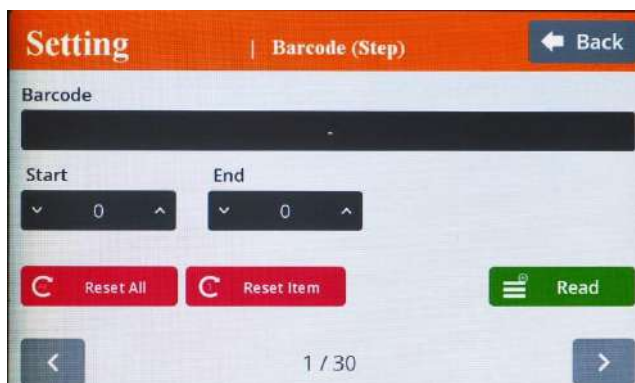 Setting | Barcode (Step) Back
Barcode
-
Start End
0 0
Reset All Reset Item Read
1 / 30